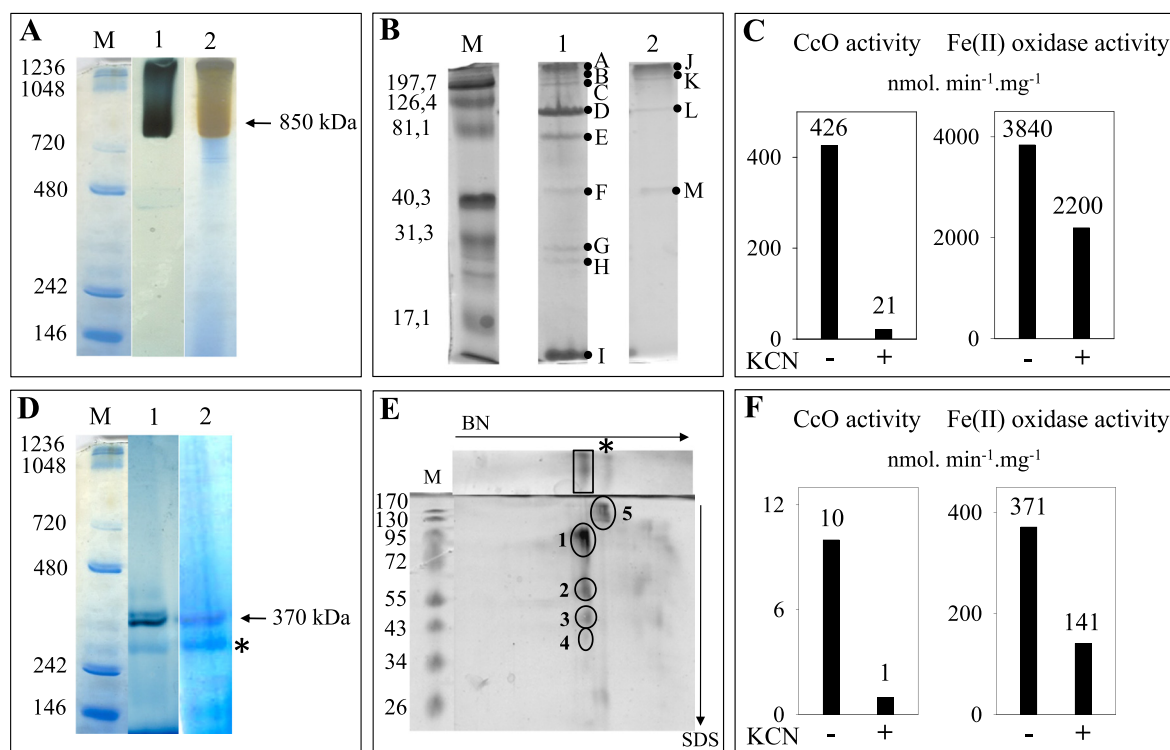 A
M 1 2
1236
1048
720
480
242
146
850 kDa
B
M 1 2
197,7
126,4
81,1
40,3
31,3
17,1
A
B
C
D
E
F
G
H
I
J
K
L
M
C
CcO activity Fe(II) oxidase activity
nmol. min-1.mg-1
426
400
200
0
21
KCN - +
3840
4000
2200
2000
0
- +
D
M 1 2
1236
1048
720
480
242
146
370 kDa
*
E
BN
*
M
170
130
95
72
55
43
34
26
1
2
3
4
5
SDS
F
CcO activity Fe(II) oxidase activity
nmol. min-1.mg-1
12
10
6
0
1
KCN - +
400
371
200
141
0
- +